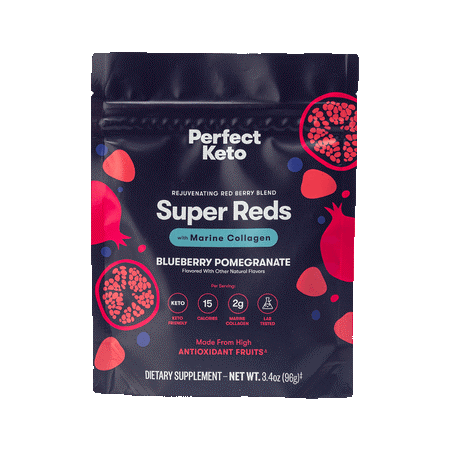 Perfect
Keto
REJUVENATING RED BERRY BLEND
Super Reds
with Marine Collagen
BLUEBERRY POMEGRANATE
Flavored With Other Natural Flavors
Per Serving:
KETO
15
2g
KETO FRIENDLY
CALORIES
MARINE COLLAGEN
LAB TESTED
Made From High
ANTIOXIDANT FRUITS^
DIETARY SUPPLEMENT – NET WT. 3.4oz (96g)‡